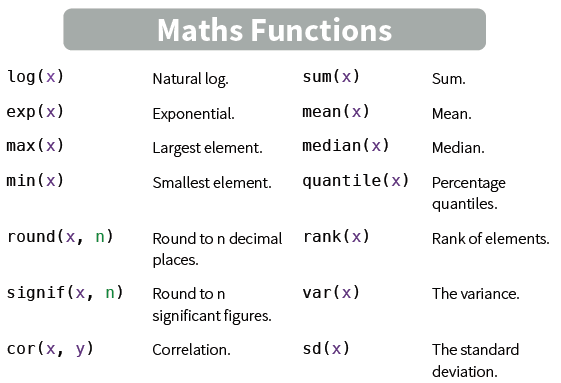 Maths Functions
log(x) Natural log. sum(x) Sum.
exp(x) Exponential. mean(x) Mean.
max(x) Largest element. median(x) Median.
min(x) Smallest element. quantile(x) Percentage
quantiles.
round(x, n) Round to n decimal rank(x) Rank of elements.
places.
signif(x, n) Round to n var(x) The variance.
significant figures.
cor(x, y) Correlation. sd(x) The standard
deviation.